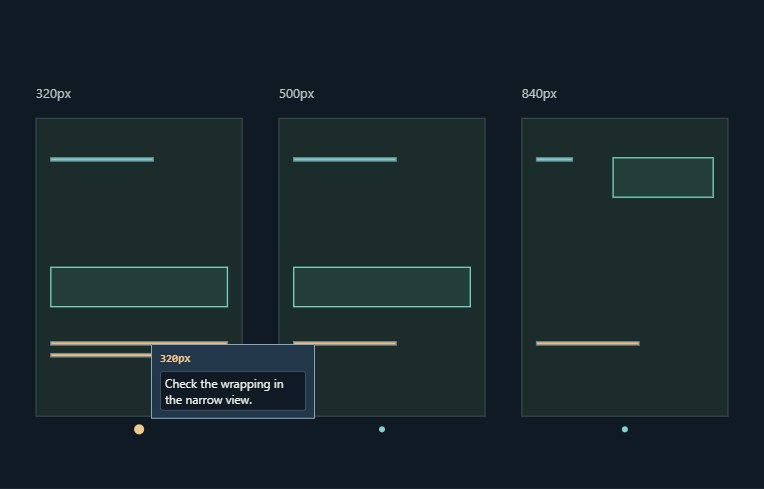 320px
500px
840px
320px
Check the wrapping in
the narrow view.